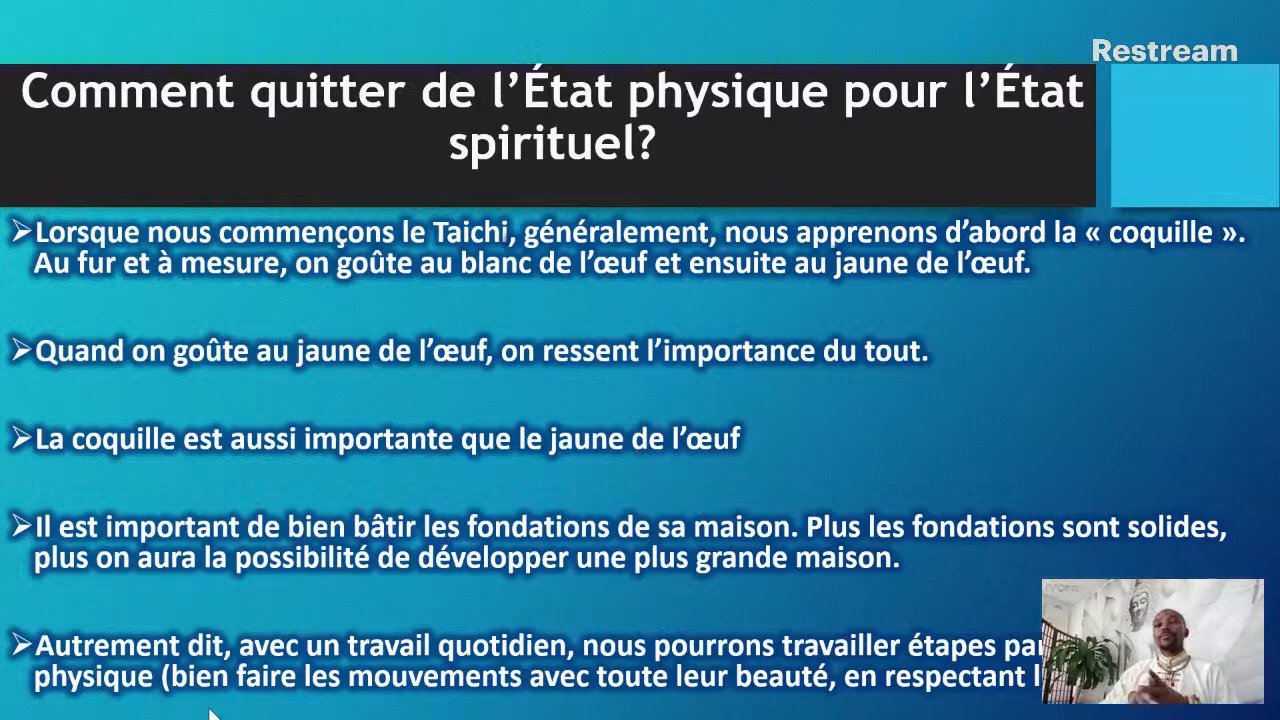 Restream
Comment quitter de l’État physique pour l’État
spirituel?
➢Lorsque nous commençons le Taichi, généralement, nous apprenons d’abord la « coquille ».
Au fur et à mesure, on goûte au blanc de l’œuf et ensuite au jaune de l’œuf.
➢Quand on goûte au jaune de l’œuf, on ressent l’importance du tout.
➢La coquille est aussi importante que le jaune de l’œuf
➢Il est important de bien bâtir les fondations de sa maison. Plus les fondations sont solides,
plus on aura la possibilité de développer une plus grande maison.
➢Autrement dit, avec un travail quotidien, nous pourrons travailler étapes
physique (bien faire les mouvements avec toute leur beauté, en respectant